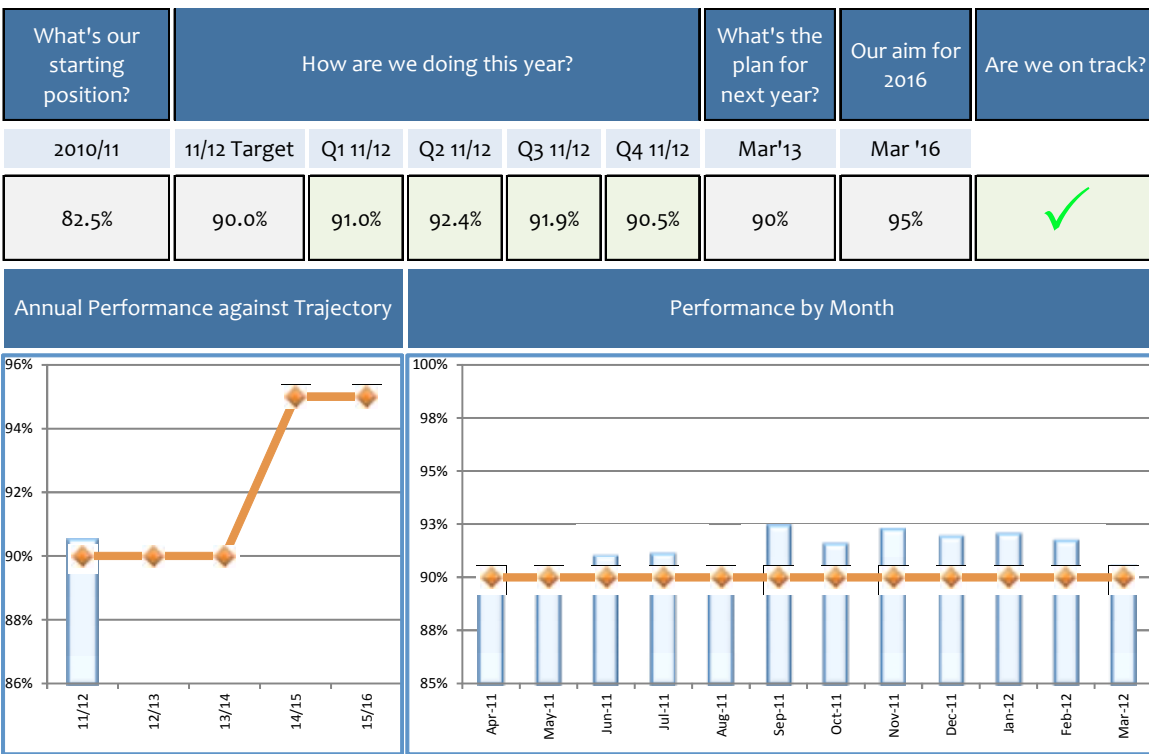 What's our
starting
position?
How are we doing this year?
What's the
plan for
next year?
Our aim for
2016
Are we on track?
2010/11 11/12 Target Q1 11/12 Q2 11/12 Q3 11/12 Q4 11/12 Mar'13 Mar '16
82.5% 90.0% 91.0% 92.4% 91.9% 90.5% 90% 95%
Annual Performance against Trajectory
Performance by Month
96%
94%
92%
90%
88%
86%
11/12 12/13 13/14 14/15 15/16
100%
98%
95%
93%
90%
88%
85%
Apr-11 May-11 Jun-11 Jul-11 Aug-11 Sep-11 Oct-11 Nov-11 Dec-11 Jan-12 Feb-12 Mar-12